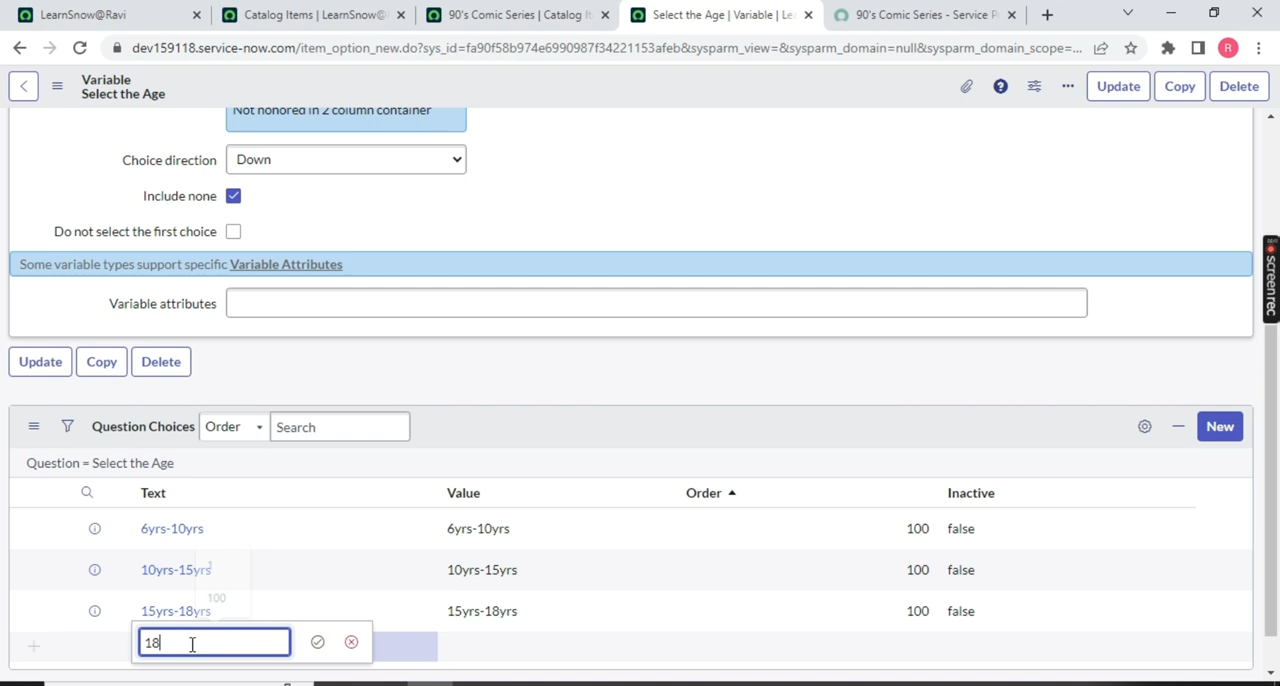 LearnSnow@Ravi
Catalog Items | LearnSnow@
90's Comic Series | Catalog It
Select the Age | Variable | Le
90's Comic Series - Service P
dev159118.service-now.com/item_option_new.do?sys_id=fa90f58b974e6990987f34221153afeb&sysparm_view=&sysparm_domain=null&sysparm_domain_scope=...
R
Variable
Select the Age
Update
Copy
Delete
Not honored in 2 column container
Choice direction
Down
Include none
Do not select the first choice
Some variable types support specific Variable Attributes
Variable attributes
screenrec
Update
Copy
Delete
Question Choices
Order
Search
New
Question = Select the Age
Text
Value
Order
Inactive
6yrs-10yrs
6yrs-10yrs
100
false
10yrs-15yrs
10yrs-15yrs
100
false
100
15yrs-18yrs
15yrs-18yrs
100
false
18